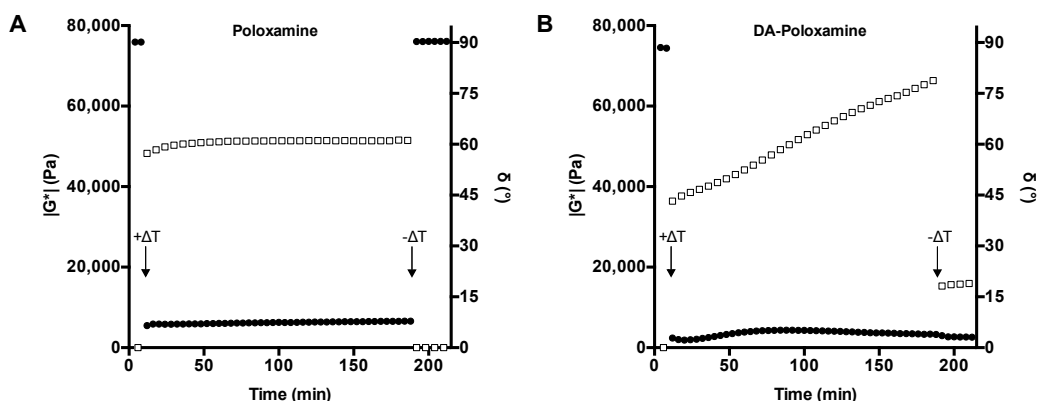 A
Poloxamine
80,000
60,000
40,000
20,000
0
|G*| (Pa)
90
75
60
45
30
15
0
δ (°)
+ΔT
-ΔT
0
50
100
150
200
Time (min)
B
DA-Poloxamine
80,000
60,000
40,000
20,000
0
|G*| (Pa)
90
75
60
45
30
15
0
δ (°)
+ΔT
-ΔT
0
50
100
150
200
Time (min)